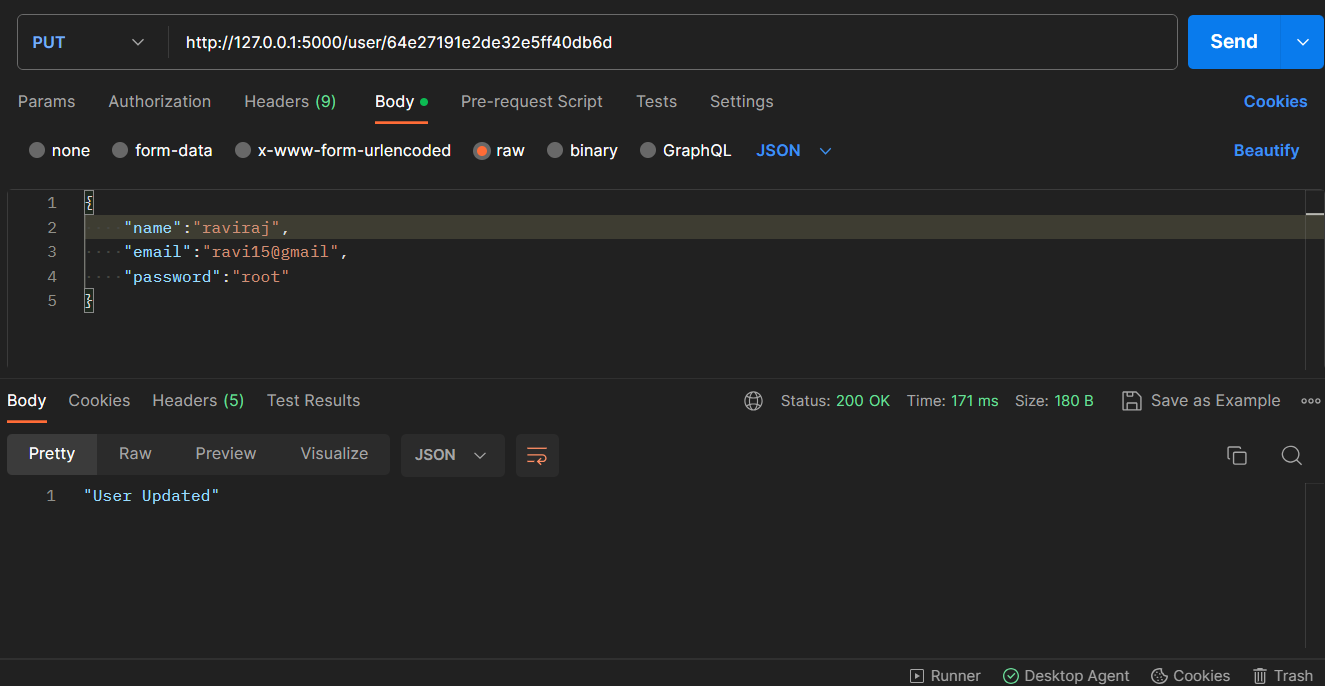 PUT http://127.0.0.1:5000/user/64e27191e2de32e5ff40db6d Send
Params Authorization Headers (9) Body Pre-request Script Tests Settings Cookies
none form-data x-www-form-urlencoded raw binary GraphQL JSON Beautify
1 {
2 "name":"raviraj",
3 "email":"ravi15@gmail",
4 "password":"root"
5 }
Body Cookies Headers (5) Test Results Status: 200 OK Time: 171 ms Size: 180 B Save as Example
Pretty Raw Preview Visualize JSON
1 "User Updated"
Runner Desktop Agent Cookies Trash